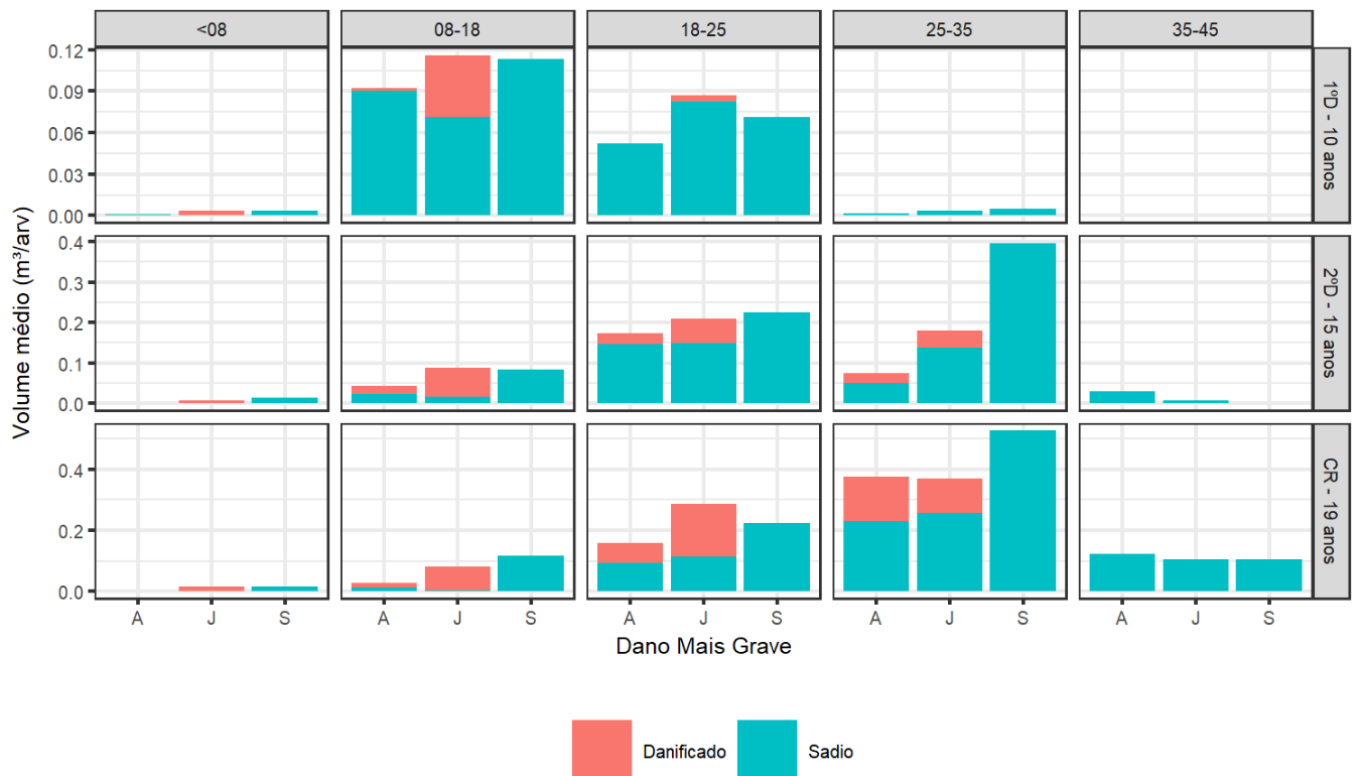 <08 08-18 18-25 25-35 35-45
0.12
0.09
0.06
0.03
0.00
1ºD - 10 anos
Volume médio (m³/arv)
0.4
0.3
0.2
0.1
0.0
2ºD - 15 anos
0.4
0.2
0.0
CR - 19 anos
A J S A J S A J S A J S A J S
Dano Mais Grave
Danificado Sadio